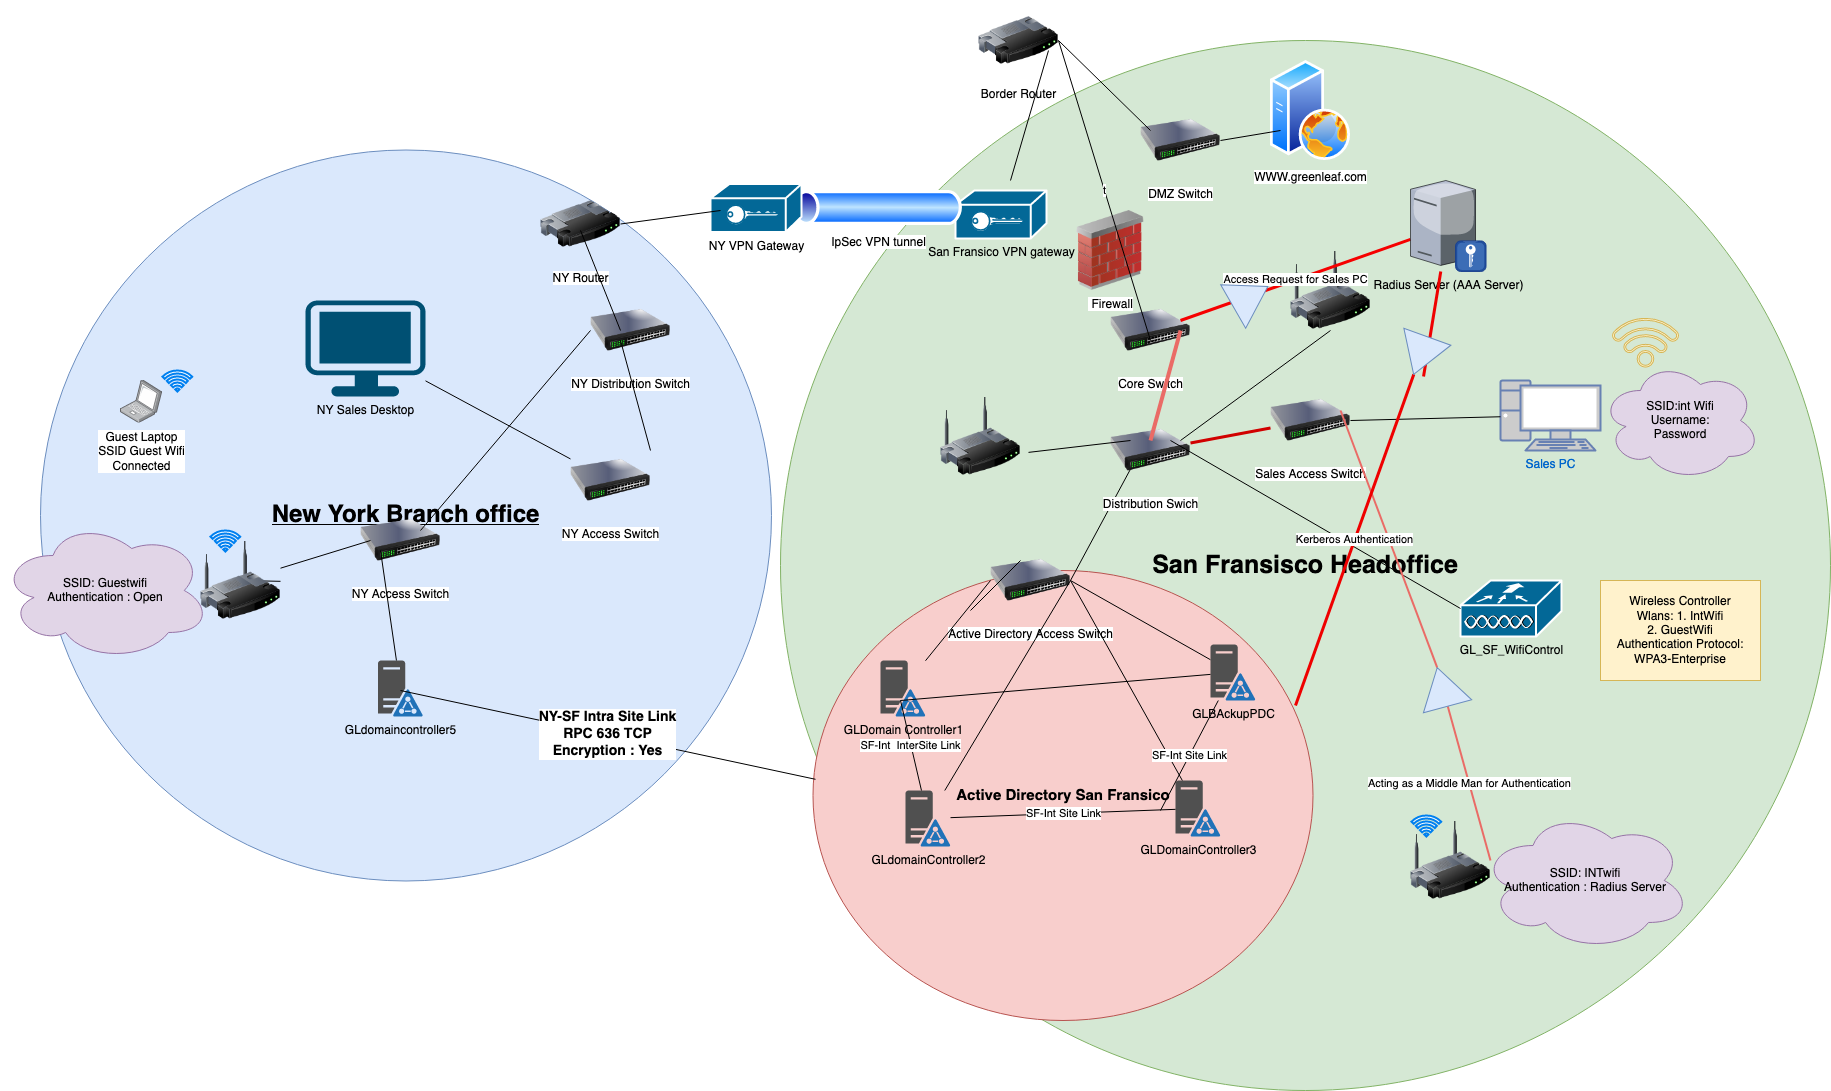 Border Router
WWW.greenleaf.com
DMZ Switch
t
NY VPN Gateway
IpSec VPN tunnel
San Fransico VPN gateway
NY Router
Firewall
Access Request for Sales PC
Radius Server (AAA Server)
NY Distribution Switch
Core Switch
NY Sales Desktop
SSID:int Wifi
Username:
Password
Guest Laptop
SSID Guest Wifi
Connected
Sales PC
Sales Access Switch
Distribution Swich
New York Branch office
NY Access Switch
Kerberos Authentication
San Fransisco Headoffice
SSID: Guestwifi
Authentication : Open
NY Access Switch
Active Directory Access Switch
GL_SF_WifiControl
Wireless Controller
Wlans: 1. IntWifi
2. GuestWifi
Authentication Protocol:
WPA3-Enterprise
GLdomaincontroller5
NY-SF Intra Site Link
RPC 636 TCP
Encryption : Yes
GLDomain Controller1
SF-Int InterSite Link
GLBAckupPDC
SF-Int Site Link
Active Directory San Fransico
SF-Int Site Link
GLdomainController2
GLDomainController3
Acting as a Middle Man for Authentication
SSID: INTwifi
Authentication : Radius Server